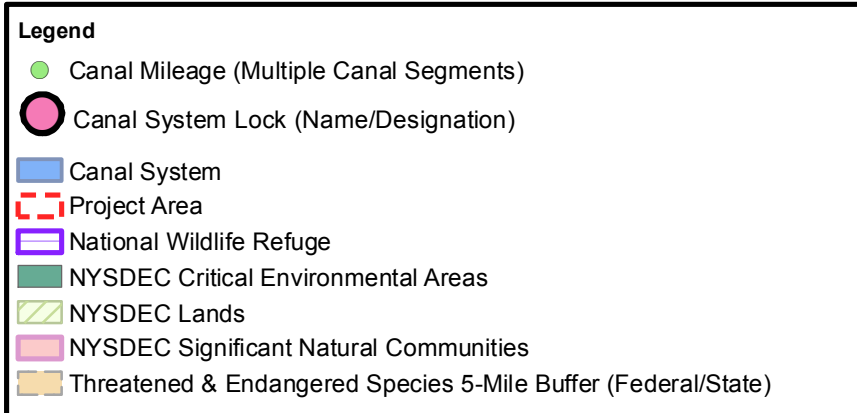 Legend
Canal Mileage (Multiple Canal Segments)
Canal System Lock (Name/Designation)
Canal System
Project Area
National Wildlife Refuge
NYSDEC Critical Environmental Areas
NYSDEC Lands
NYSDEC Significant Natural Communities
Threatened & Endangered Species 5-Mile Buffer (Federal/State)